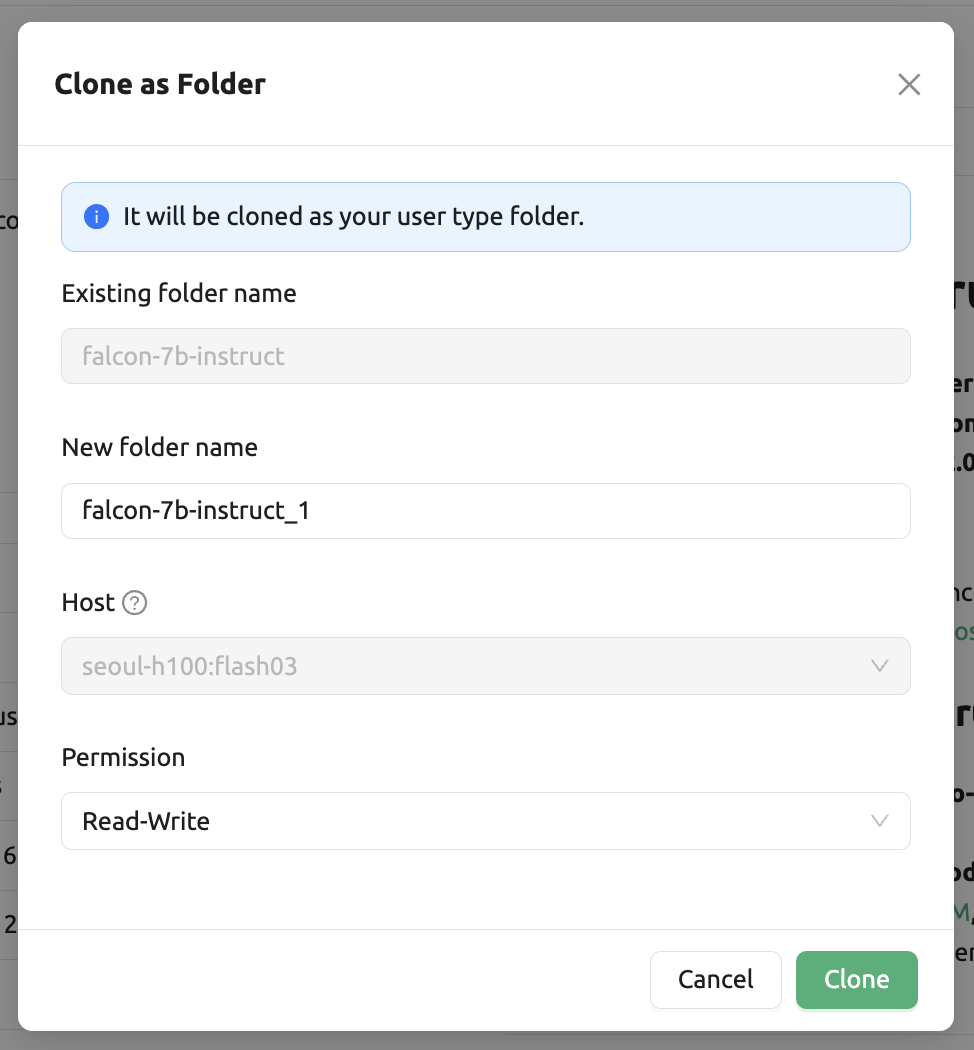 Clone as Folder
It will be cloned as your user type folder.
Existing folder name
falcon-7b-instruct
New folder name
falcon-7b-instruct_1
Host
seoul-h100:flash03
Permission
Read-Write
Cancel
Clone